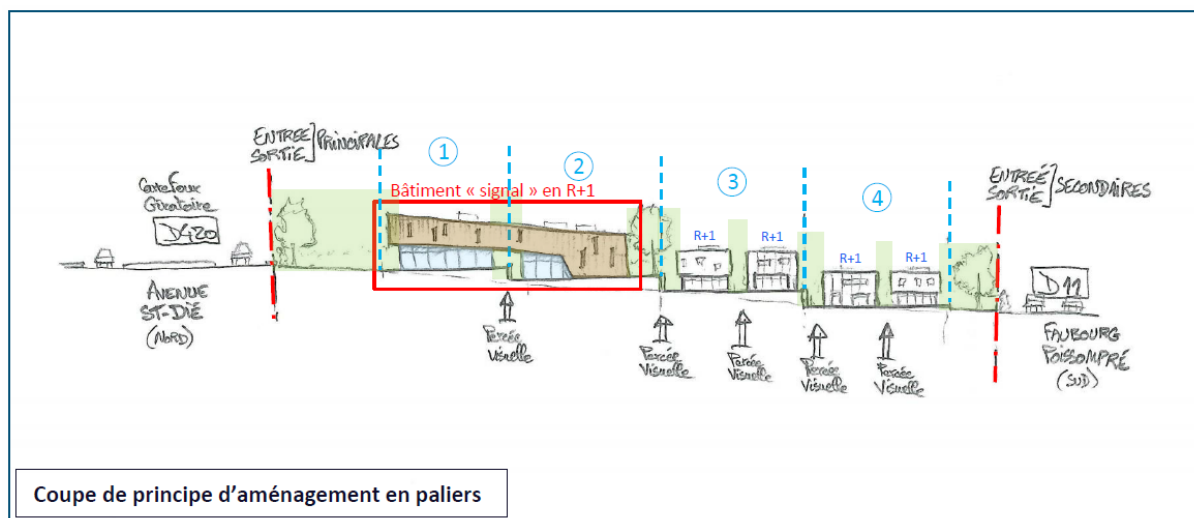 ENTREE
SORTIE
PRINCIPALES
Carrefour
Giratoire
D420
AVENUE
ST-DIÉ
(NORD)
1
2
Bâtiment « signal » en R+1
3
4
R+1
R+1
R+1
R+1
ENTREÉ
SORTIE
SECONDAIRES
D11
FAUBOURG
POISSOMPRÉ
(SUD)
Percée
Visuelle
Percée
Visuelle
Percée
Visuelle
Percée
Visuelle
Percée
Visuelle
Coupe de principe d'aménagement en paliers